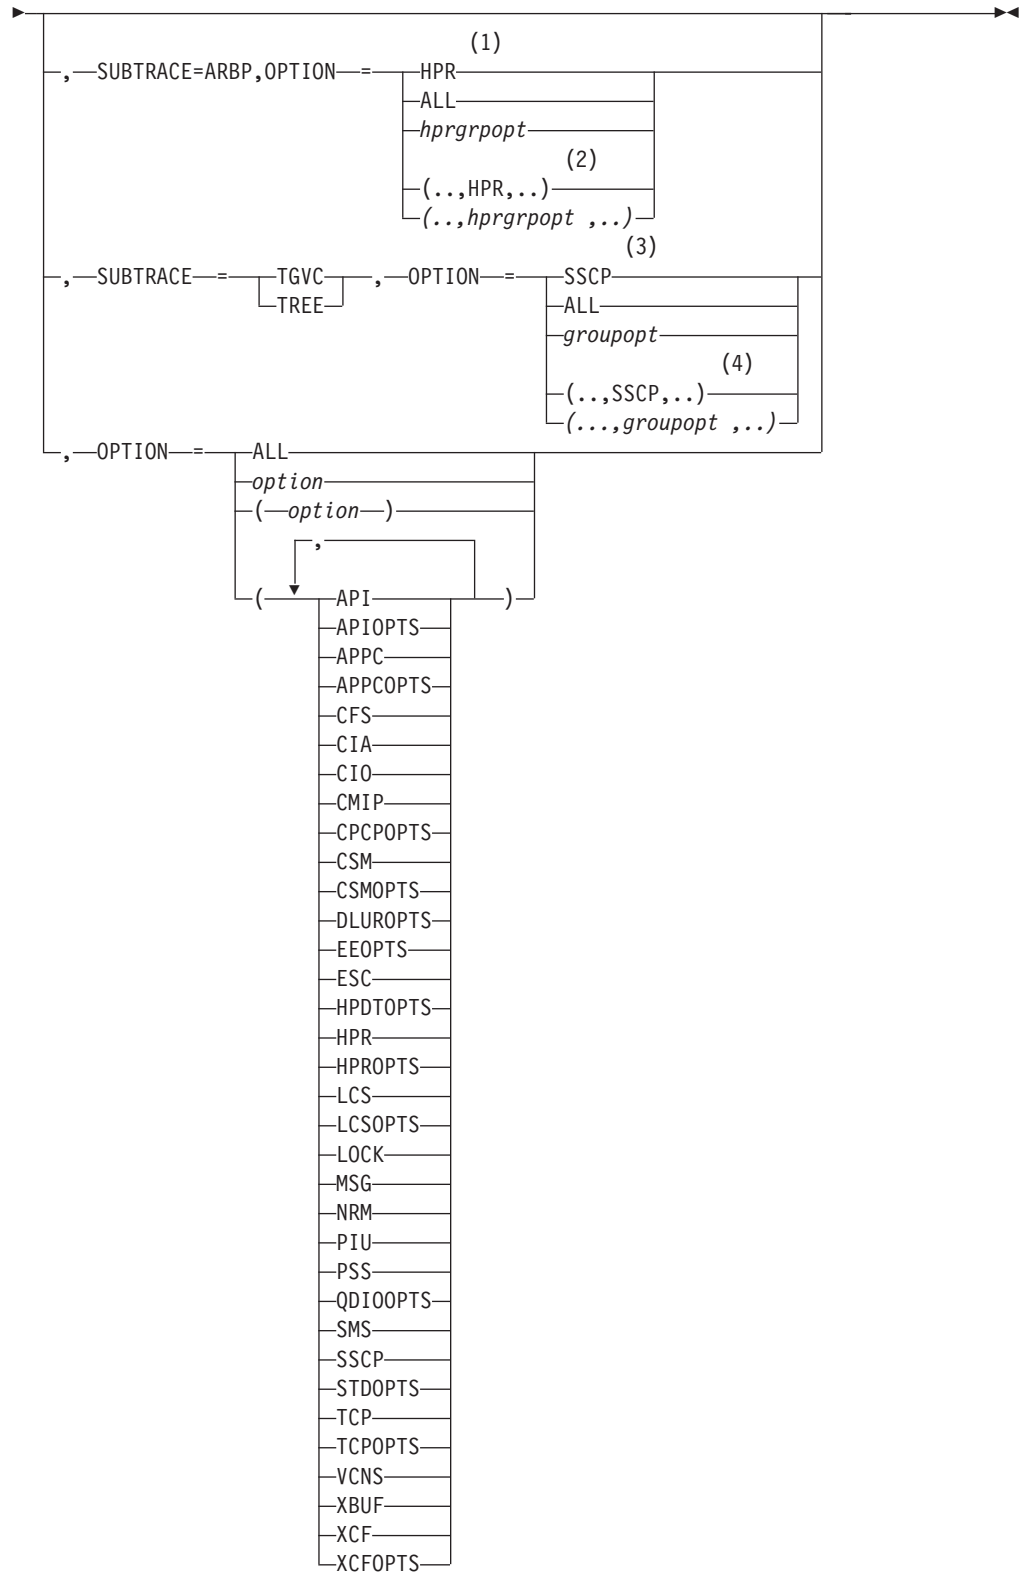 (1)
, SUBTRACE=ARBP,OPTION = HPR
ALL
hprgrpopt
(2)
(..,HPR,..)
(..,hprgrpopt ,..)
(3)
, SUBTRACE = TGVC , OPTION = SSCP
TREE ALL
groupopt
(4)
(..,SSCP,..)
(...,groupopt ,..)
, OPTION = ALL
option
( option )
,
( API )
APIOPTS
APPC
APPCOPTS
CFS
CIA
CIO
CMIP
CPCPOPTS
CSM
CSMOPTS
DLUROPTS
EEOPTS
ESC
HPDTOPTS
HPR
HPROPTS
LCS
LCSOPTS
LOCK
MSG
NRM
PIU
PSS
QDIOOPTS
SMS
SSCP
STDOPTS
TCP
TCPOPTS
VCNS
XBUF
XCF
XCFOPTS